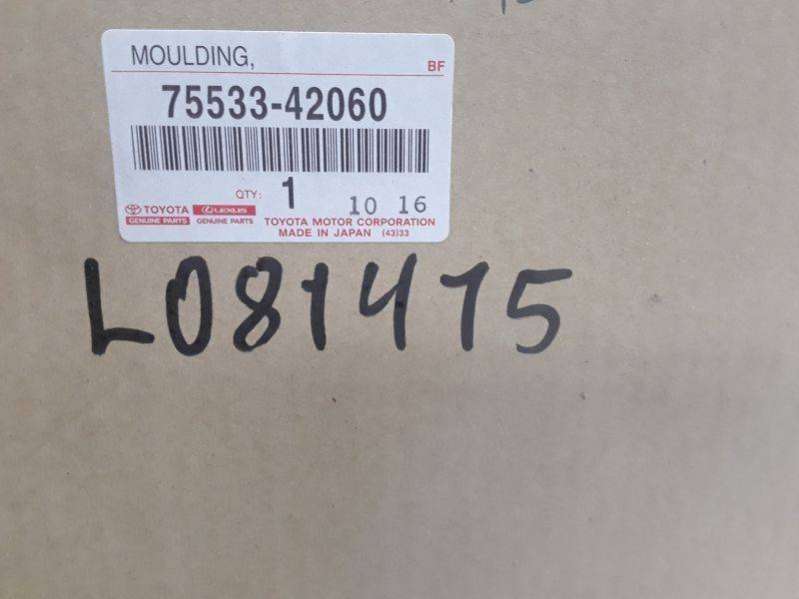 MOULDING,
BF
75533-42060
QTY: 1 10 16
TOYOTA LEXUS
GENUINE PARTS GENUINE PARTS
TOYOTA MOTOR CORPORATION
MADE IN JAPAN (43)33
L081475